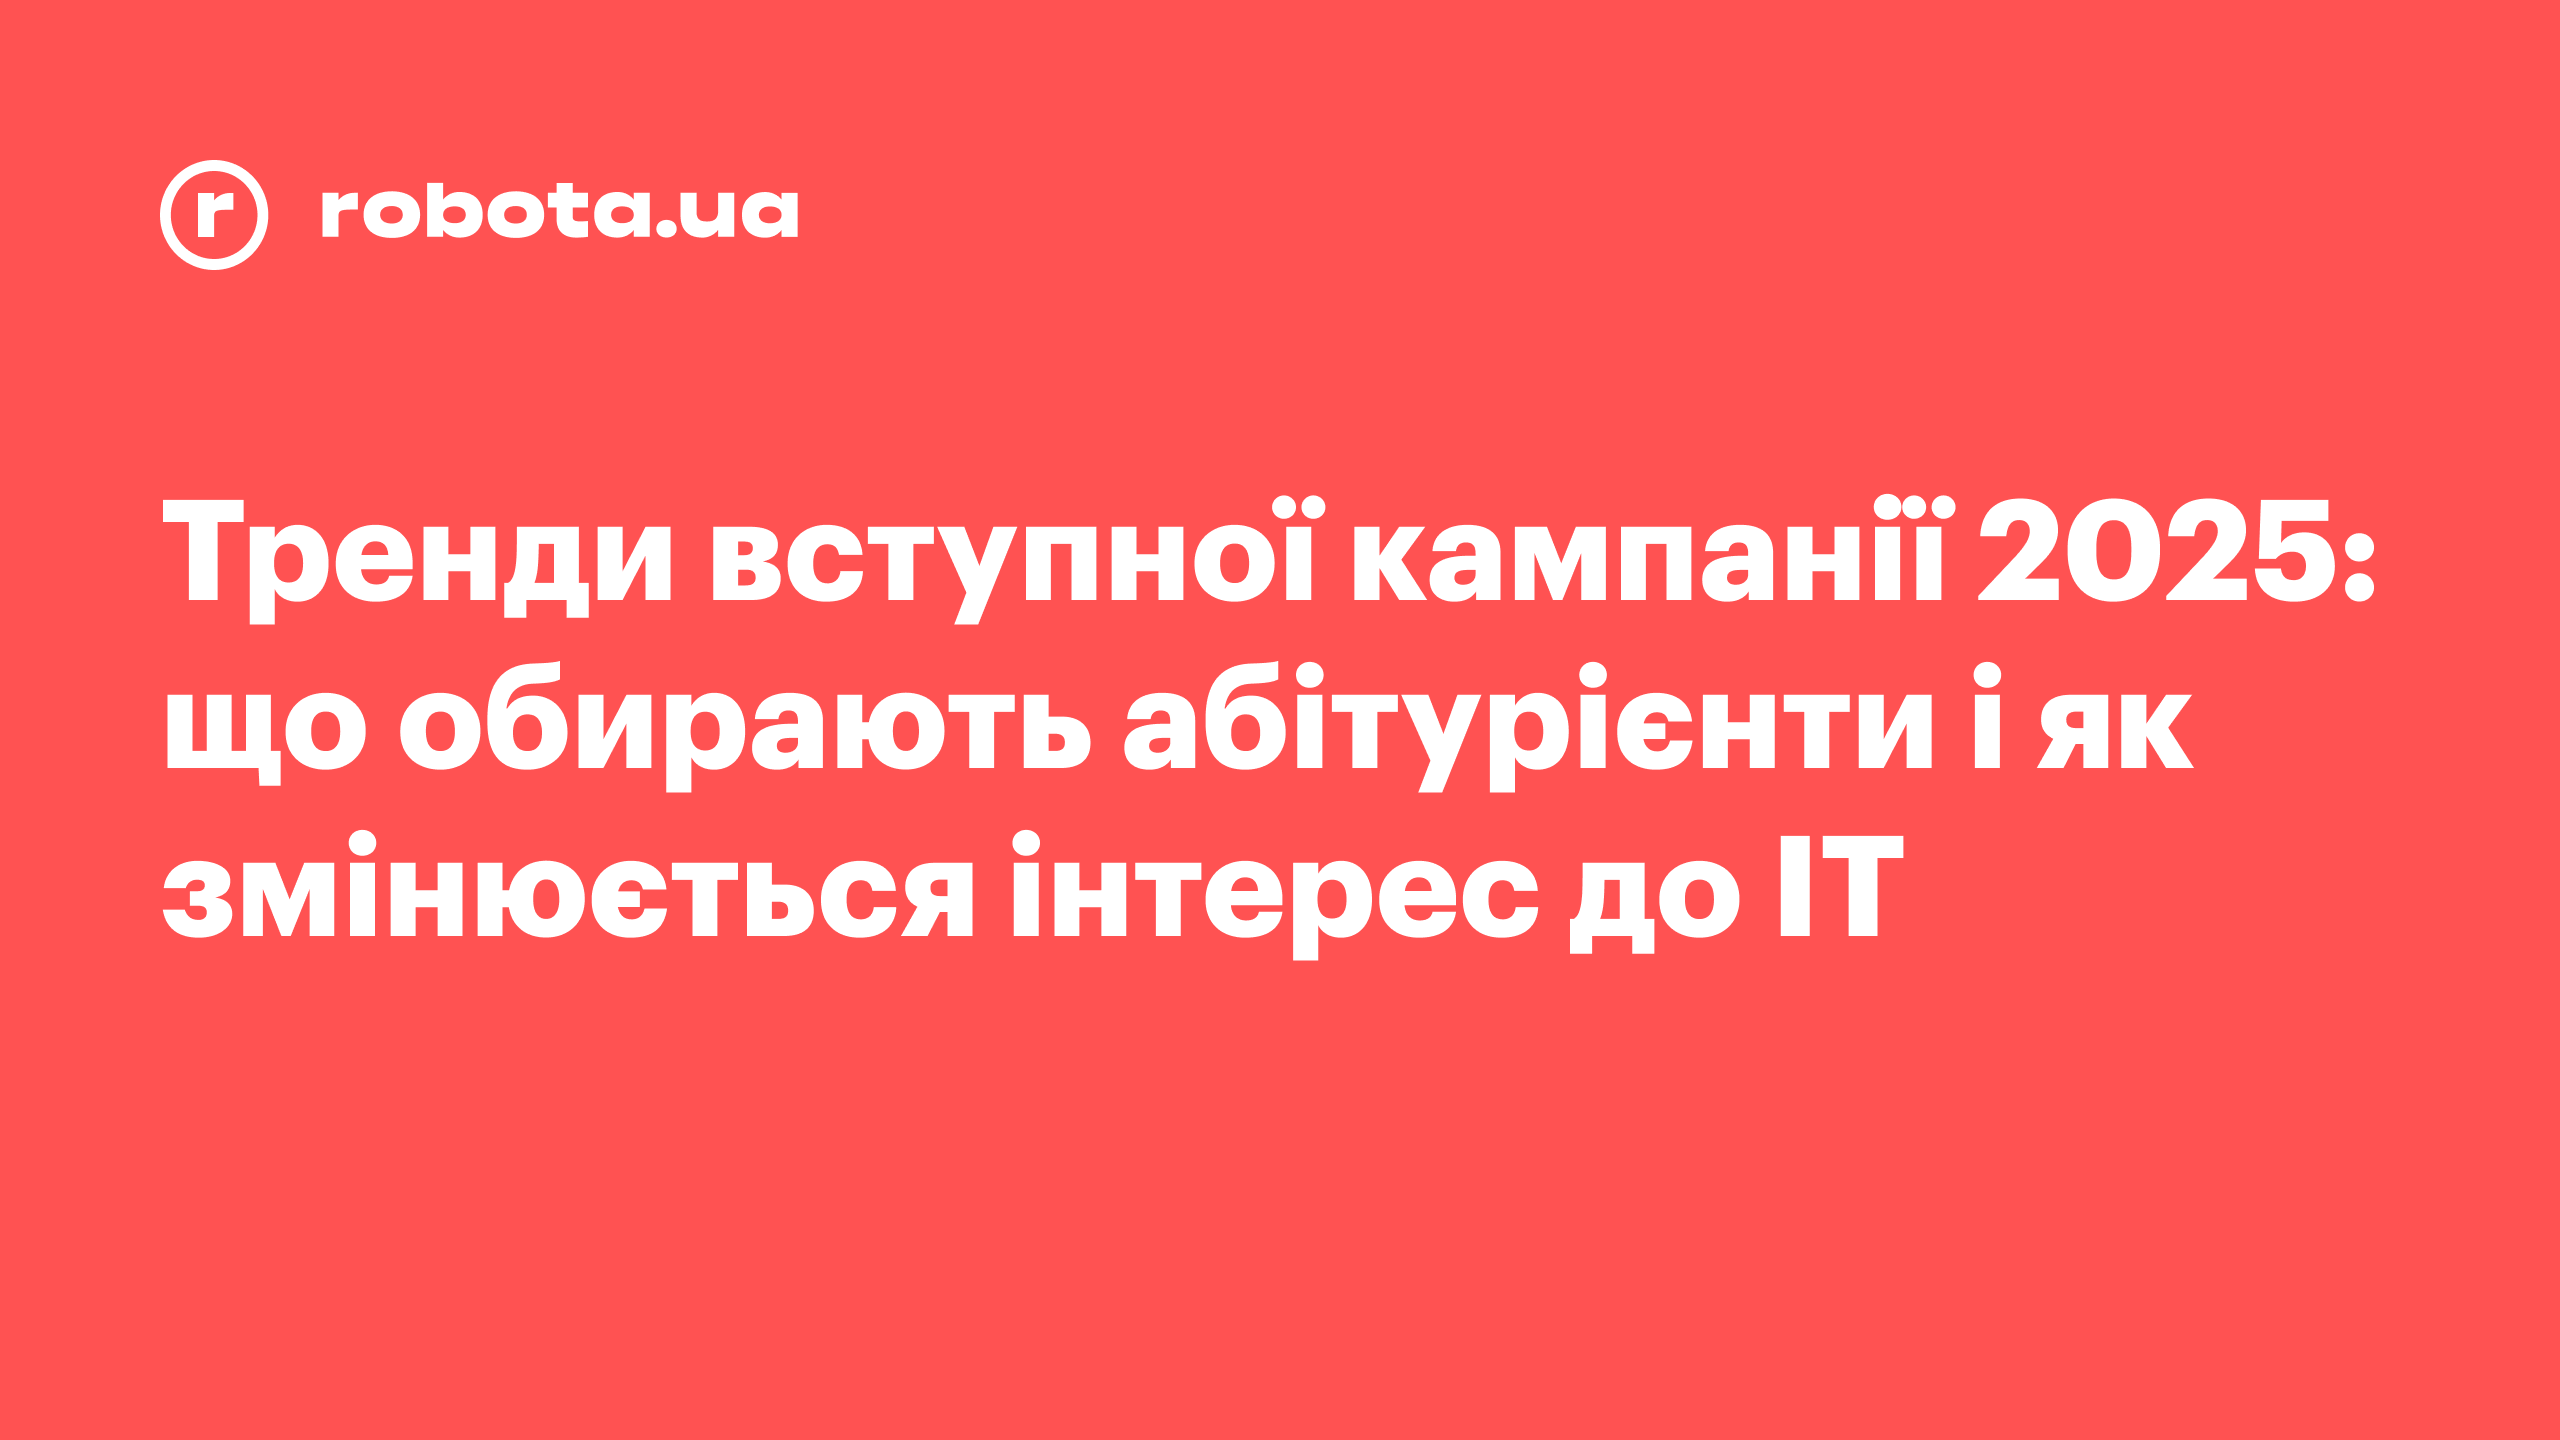 r robota.ua
Тренди вступної кампанії 2025:
що обирають абітурієнти і як
змінюється інтерес до ІТ